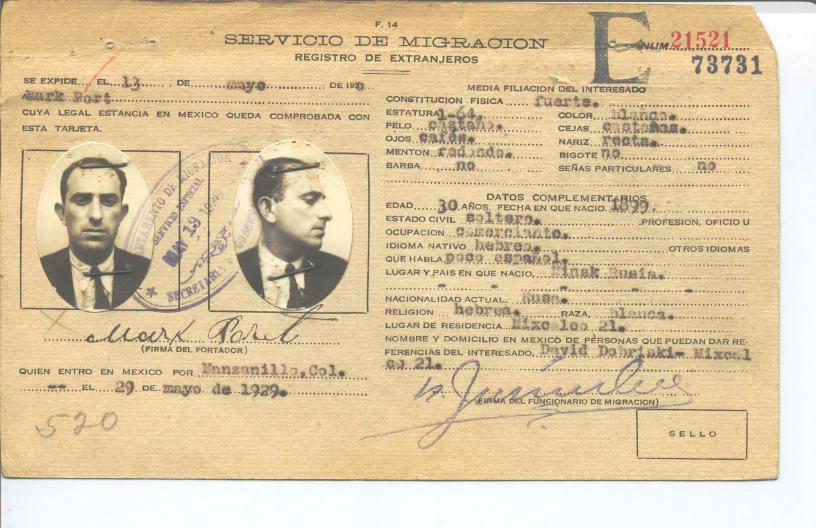 F. 14
SERVICIO DE MIGRACION
REGISTRO DE EXTRANJEROS
E
NUM. 21521
73731
SE EXPIDE EL 13 DE mayo DE 1930
A Mark Port
CUYA LEGAL ESTANCIA EN MEXICO QUEDA COMPROBADA CON
ESTA TARJETA.
MAY 13 1930
SERVICIO ESPECIAL
Mark Port
(FIRMA DEL PORTADOR)
QUIEN ENTRO EN MEXICO POR Manzanillo, Col.
-- EL 29 DE mayo de 1929.
520
MEDIA FILIACION DEL INTERESADO
CONSTITUCION FISICA fuerte.
ESTATURA 1-64. COLOR blanco.
PELO castaño. CEJAS castañas.
OJOS cafés. NARIZ recta.
MENTON redondo. BIGOTE no
BARBA no SEÑAS PARTICULARES no
DATOS COMPLEMENTARIOS
EDAD 30 AÑOS. FECHA EN QUE NACIO. 1899.
ESTADO CIVIL soltero. PROFESION, OFICIO U
OCUPACION comerciante.
IDIOMA NATIVO hebreo. OTROS IDIOMAS
QUE HABLA poco español.
LUGAR Y PAIS EN QUE NACIO. Minsk Rusia.
- - - - - -
NACIONALIDAD ACTUAL. Rusa.
RELIGION hebrea. RAZA. blanca.
LUGAR DE RESIDENCIA. Mixcalco 21.
NOMBRE Y DOMICILIO EN MEXICO DE PERSONAS QUE PUEDAN DAR RE-
FERENCIAS DEL INTERESADO. David Dobriski- Mixcal
co 21.
(FIRMA DEL FUNCIONARIO DE MIGRACION)
SELLO